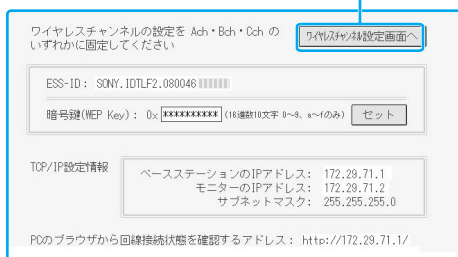 ワイヤレスチャンネルの設定を Ach・Bch・Cch の
いずれかに固定してください
ワイヤレスチャンネル設定画面へ
ESS-ID: SONY.IDTLF2.080046
暗号鍵(WEP Key): 0x ********** (16進数10文字 0~9、a~fのみ) セット
TCP/IP設定情報
ベースステーションのIPアドレス: 172.29.71.1
モニターのIPアドレス: 172.29.71.2
サブネットマスク: 255.255.255.0
PCのブラウザから回線接続状態を確認するアドレス: http://172.29.71.1/